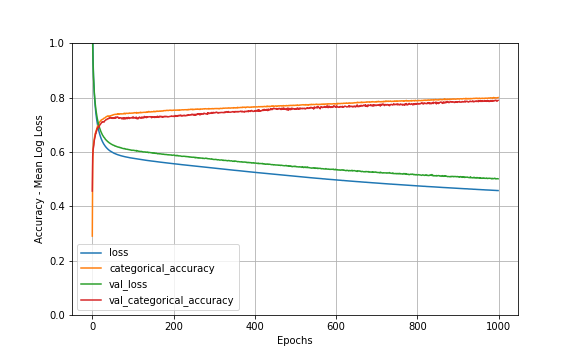 1.0
0.8
0.6
0.4
0.2
0.0
Accuracy - Mean Log Loss
loss
categorical_accuracy
val_loss
val_categorical_accuracy
0
200
400
600
800
1000
Epochs